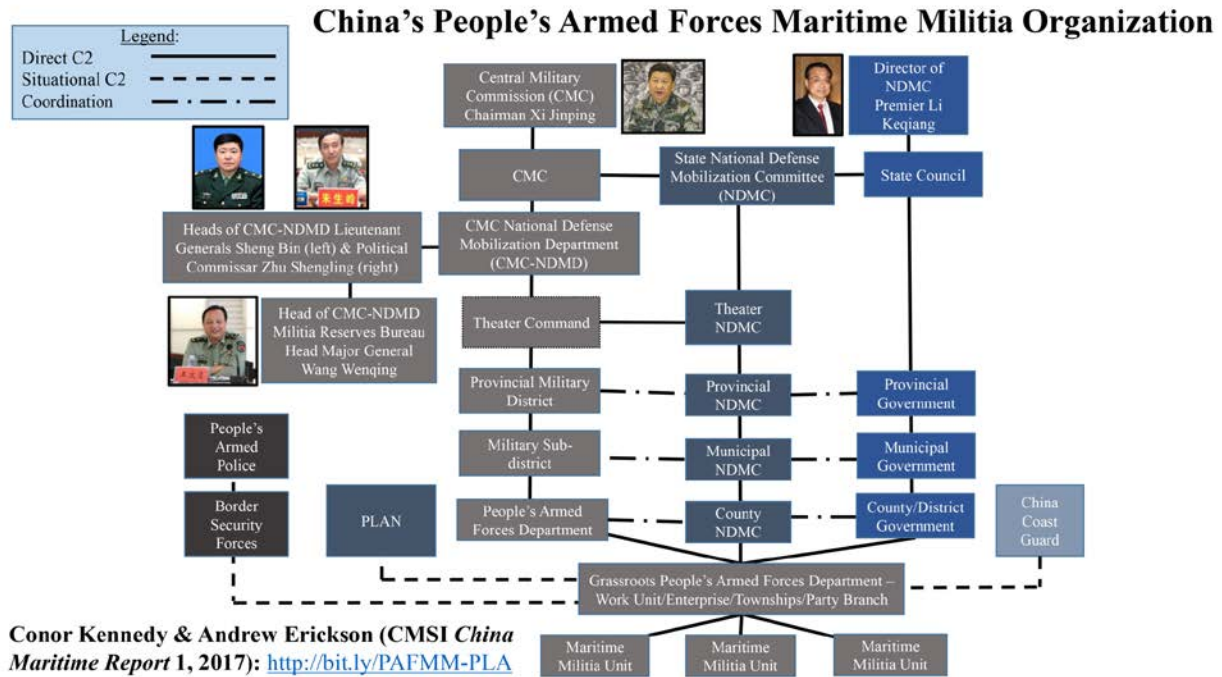 China's People's Armed Forces Maritime Militia Organization
Legend:
Direct C2
Situational C2
Coordination
Central Military
Commission (CMC)
Chairman Xi Jinping
Director of
NDMC
Premier Li
Keqiang
CMC
State National Defense
Mobilization Committee
(NDMC)
State Council
朱生岭
Heads of CMC-NDMD Lieutenant
Generals Sheng Bin (left) & Political
Commissar Zhu Shengling (right)
CMC National Defense
Mobilization Department
(CMC-NDMD)
Head of CMC-NDMD
Militia Reserves Bureau
Head Major General
Wang Wenqing
Theater Command
Theater
NDMC
Provincial Military
District
Provincial
NDMC
Provincial
Government
People's
Armed
Police
Military Sub-
district
Municipal
NDMC
Municipal
Government
Border
Security
Forces
PLAN
People's Armed
Forces Department
County
NDMC
County/District
Government
China
Coast
Guard
Grassroots People's Armed Forces Department –
Work Unit/Enterprise/Townships/Party Branch
Maritime
Militia Unit
Maritime
Militia Unit
Maritime
Militia Unit
Conor Kennedy & Andrew Erickson (CMSI China
Maritime Report 1, 2017): http://bit.ly/PAFMM-PLA